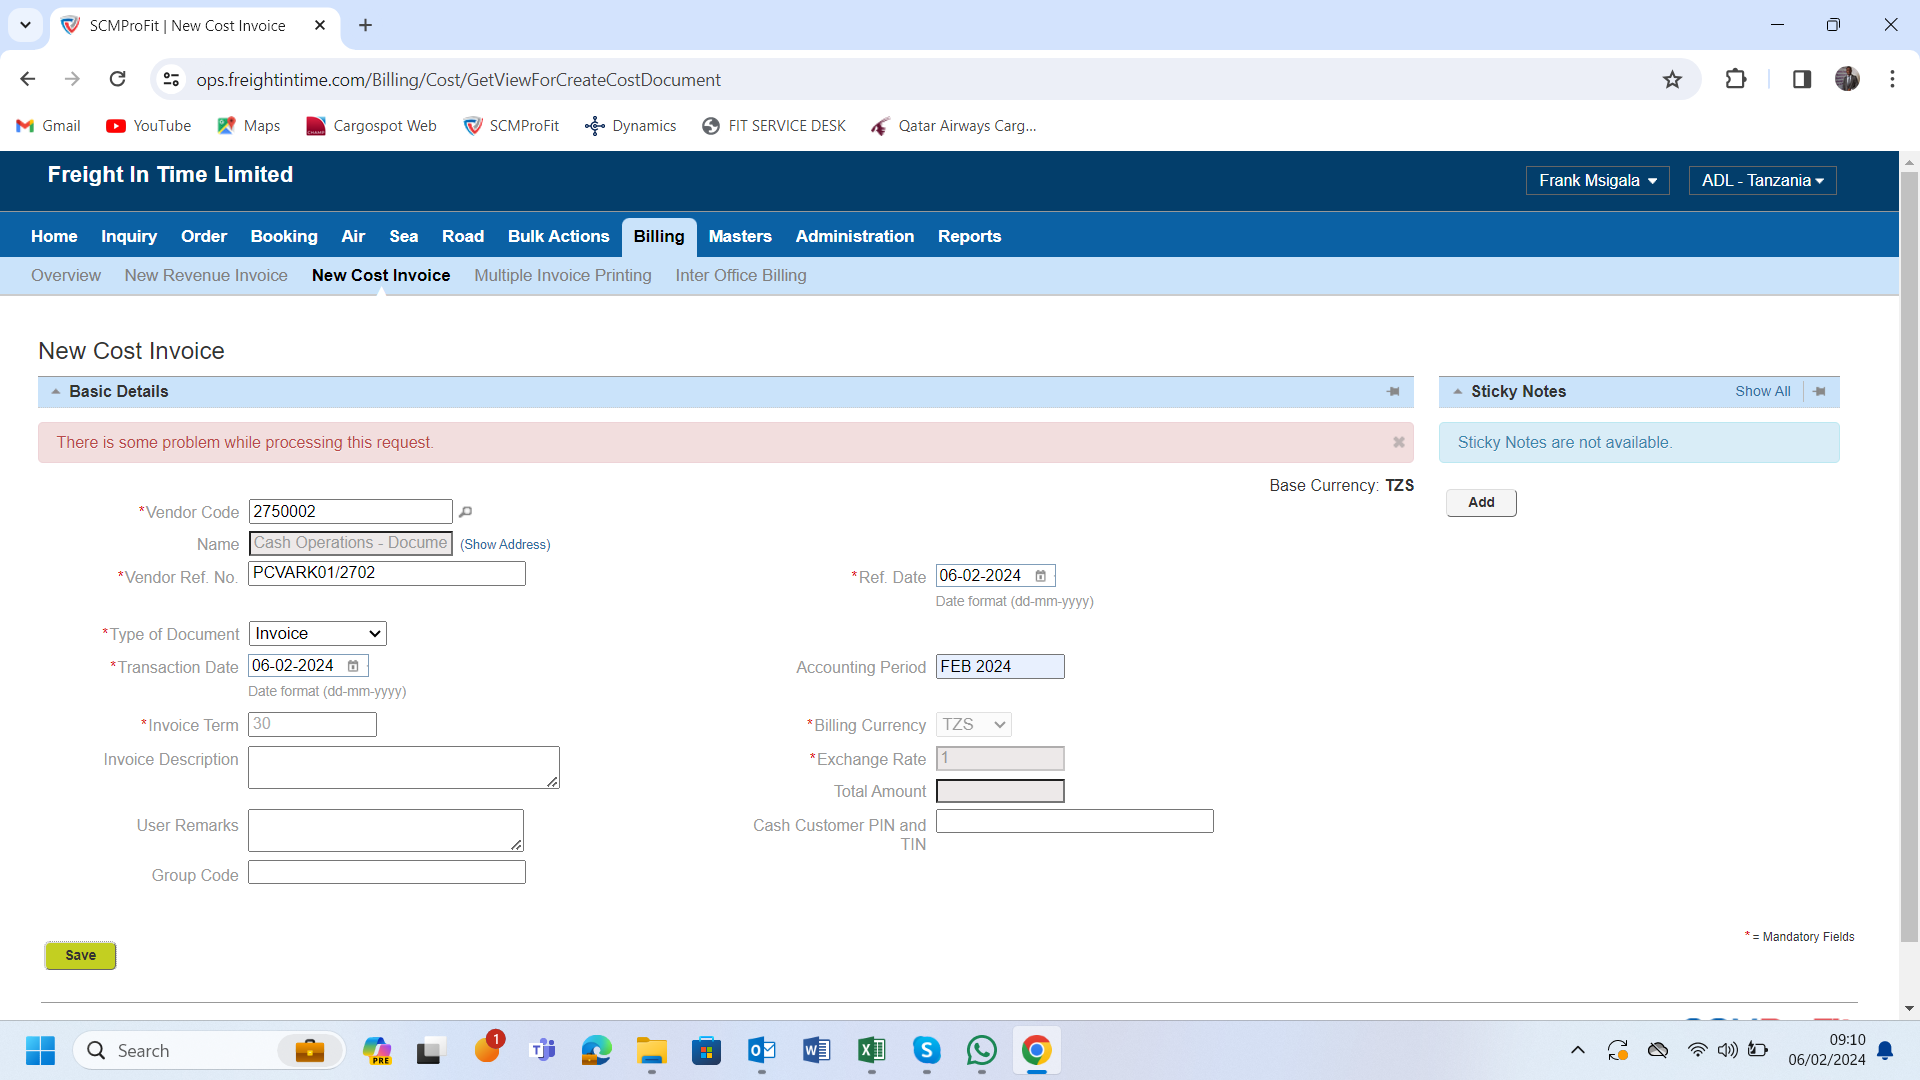 SCMProFit | New Cost Invoice
ops.freightintime.com/Billing/Cost/GetViewForCreateCostDocument
Gmail YouTube Maps Cargospot Web SCMProFit Dynamics FIT SERVICE DESK Qatar Airways Carg...
Freight In Time Limited
Frank Msigala ADL - Tanzania
Home Inquiry Order Booking Air Sea Road Bulk Actions Billing Masters Administration Reports
Overview New Revenue Invoice New Cost Invoice Multiple Invoice Printing Inter Office Billing
New Cost Invoice
Basic Details
Sticky Notes Show All
There is some problem while processing this request.
Sticky Notes are not available.
Base Currency: TZS
Add
*Vendor Code 2750002
Name Cash Operations - Docume (Show Address)
*Vendor Ref. No. PCVARK01/2702
*Ref. Date 06-02-2024
Date format (dd-mm-yyyy)
*Type of Document Invoice
*Transaction Date 06-02-2024
Accounting Period FEB 2024
Date format (dd-mm-yyyy)
*Invoice Term 30
*Billing Currency TZS
Invoice Description
*Exchange Rate 1
Total Amount
User Remarks
Cash Customer PIN and
TIN
Group Code
* = Mandatory Fields
Save
Search
PRE
1
09:10
06/02/2024